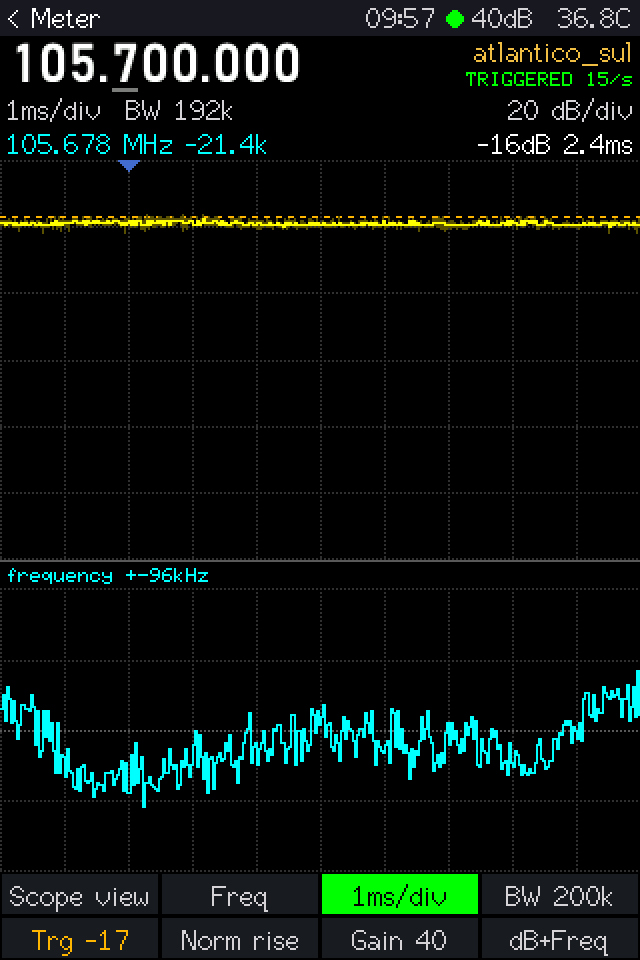 < Meter 09:57 40dB 36.8C
105.700.000 atlantico_sul
TRIGGERED 15/s
1ms/div BW 192k 20 dB/div
105.678 MHz -21.4k -16dB 2.4ms
frequency +-96kHz
Scope view Freq 1ms/div BW 200k
Trg -17 Norm rise Gain 40 dB+Freq